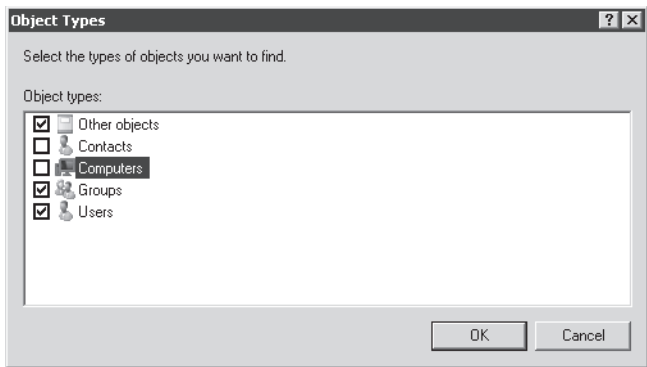 Object Types
Select the types of objects you want to find.
Object types:
Other objects
Contacts
Computers
Groups
Users
OK Cancel